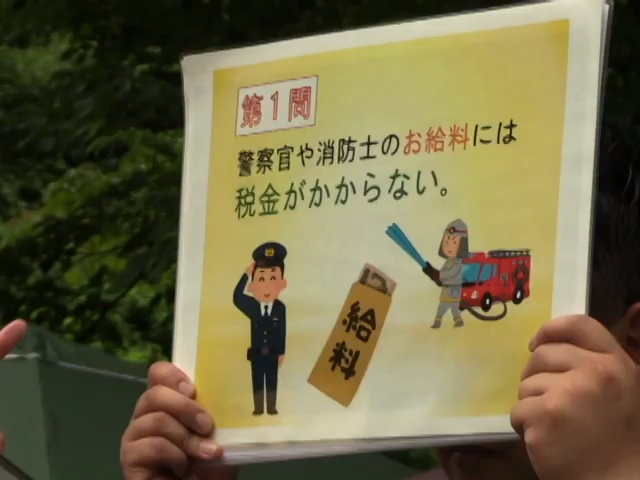 第1問
警察官や消防士のお給料には
税金がかからない。
給料